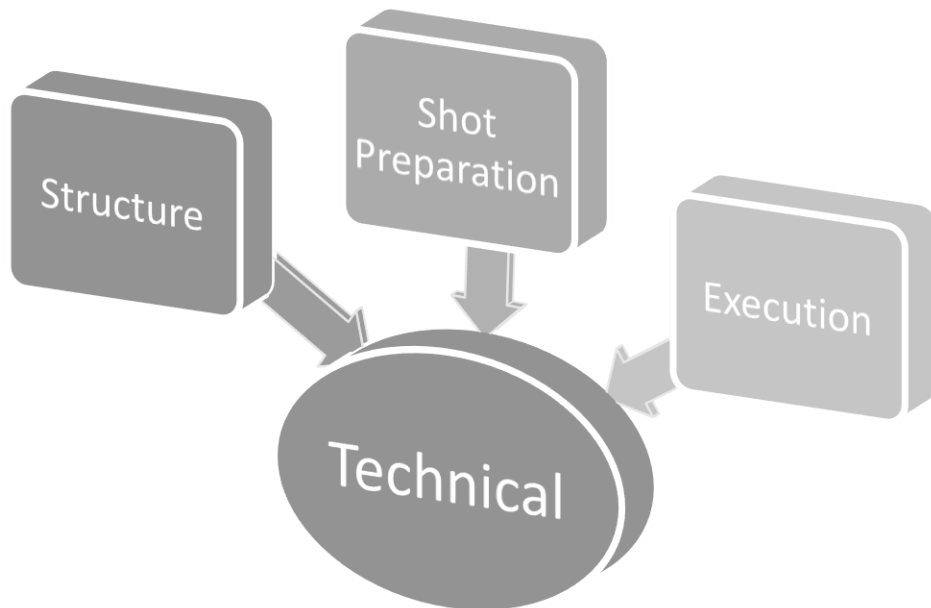 Structure
Shot
Preparation
Execution
Technical